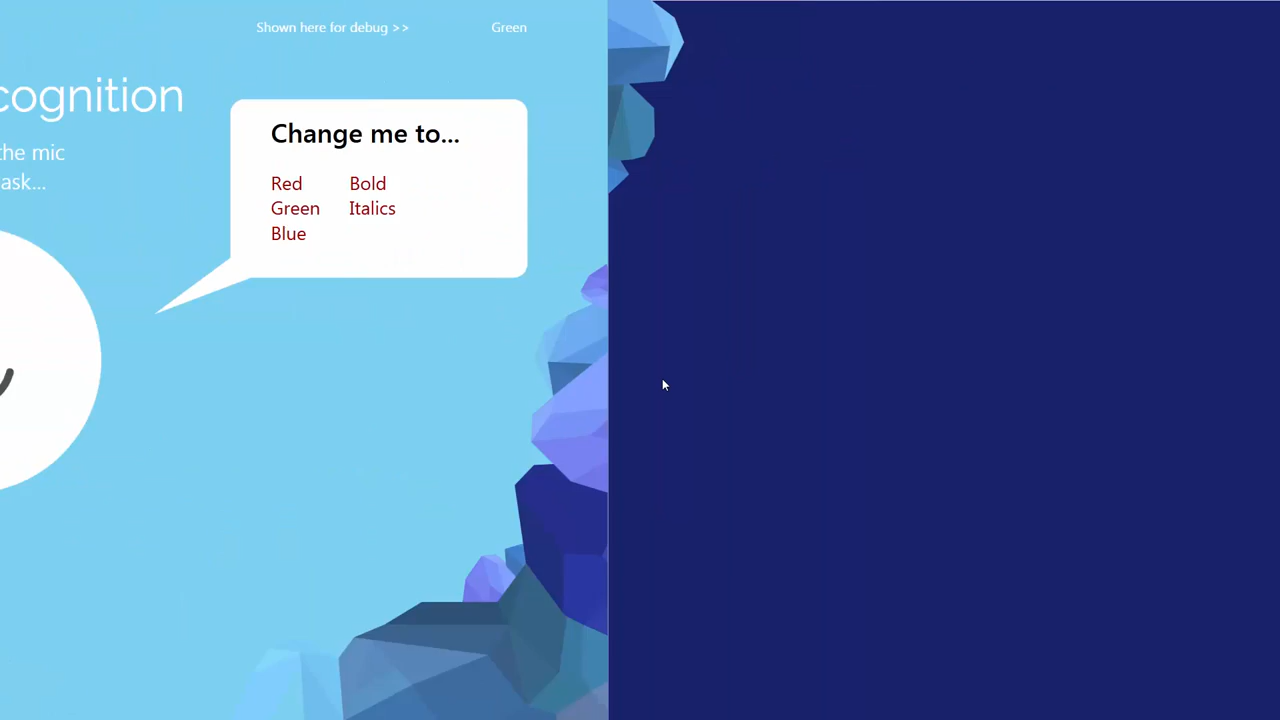 Shown here for debug >> Green
cognition
the mic
ask...
Change me to...
Red Bold
Green Italics
Blue